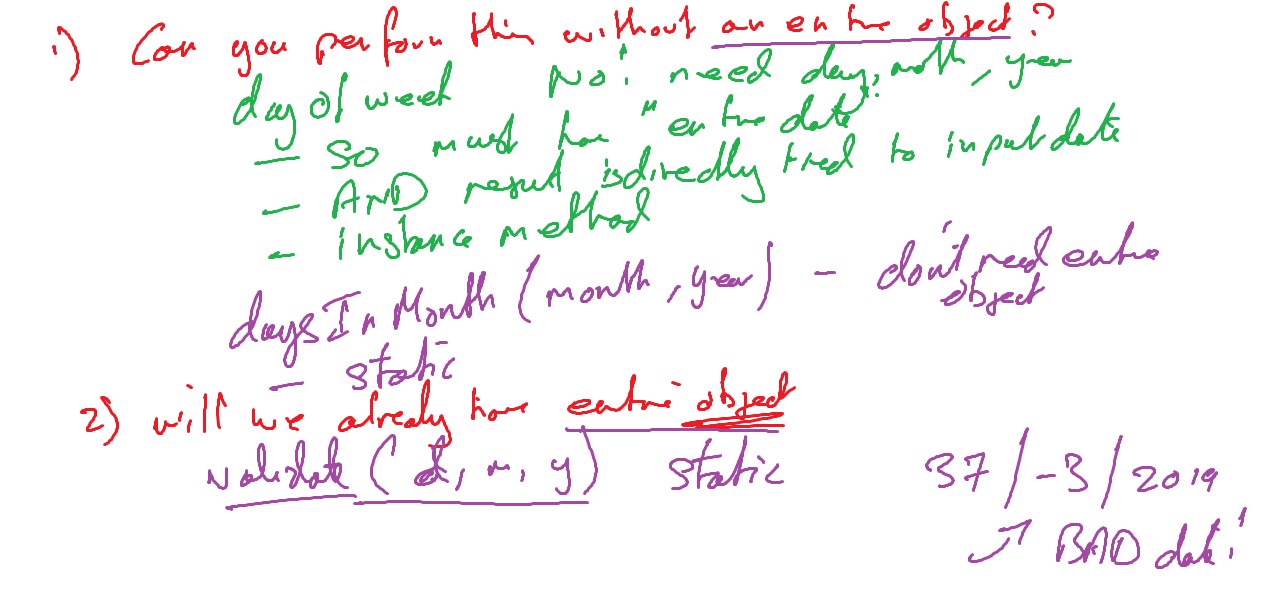 1) Can you perform this without an entire object?
day of week No! need day, month, year
- SO must have "entire date"
- AND result is directly tied to input date
- instance method
daysInMonth(month, year) - don't need entire object
- static
2) will we already have entire object
validate(d, m, y) static 37/-3/2019
BAD date!